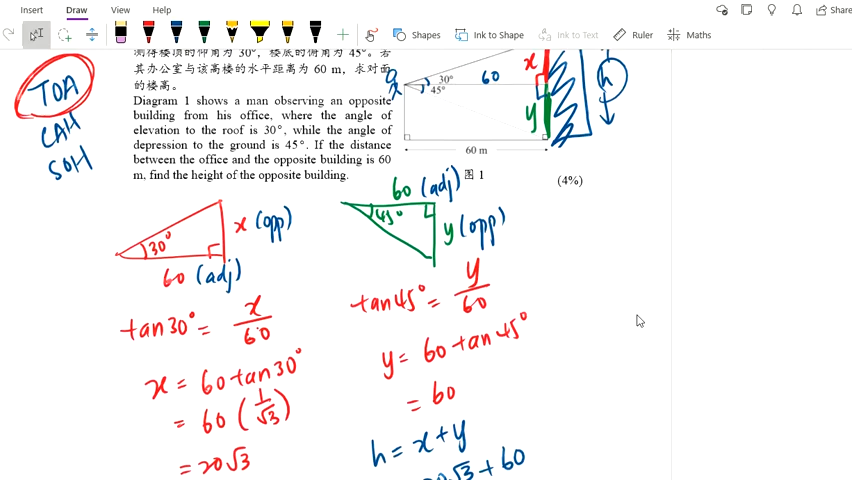 Insert Draw View Share
Shapes Ink to Shape Ink to Text Ruler Maths
测得楼顶的仰角为 30°，楼底的俯角为 45°。若
其办公室与该高楼的水平距离为 60 m，求对面
的楼高。
Diagram 1 shows a man observing an opposite
building from his office, where the angle of
elevation to the roof is 30°, while the angle of
depression to the ground is 45°. If the distance
between the office and the opposite building is 60
m, find the height of the opposite building.
TOA
CAH
SOH
30°
45°
60
x
y
h
60 m
图 1
(4%)
30°
x (opp)
60 (adj)
tan30° = x/60
x = 60 tan30°
= 60 (1/√3)
= 20√3
60 (adj)
45°
y (opp)
tan45° = y/60
y = 60 tan45°
= 60
h = x + y
√3 + 60